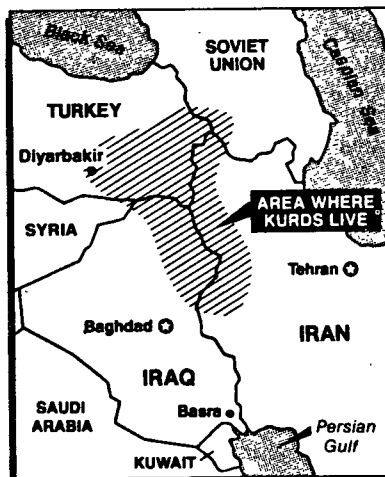 Black Sea
SOVIET
UNION
Caspian Sea
TURKEY
Diyarbakir
AREA WHERE
KURDS LIVE
SYRIA
Tehran
Baghdad
IRAN
IRAQ
SAUDI
ARABIA
Basra
Persian
Gulf
KUWAIT